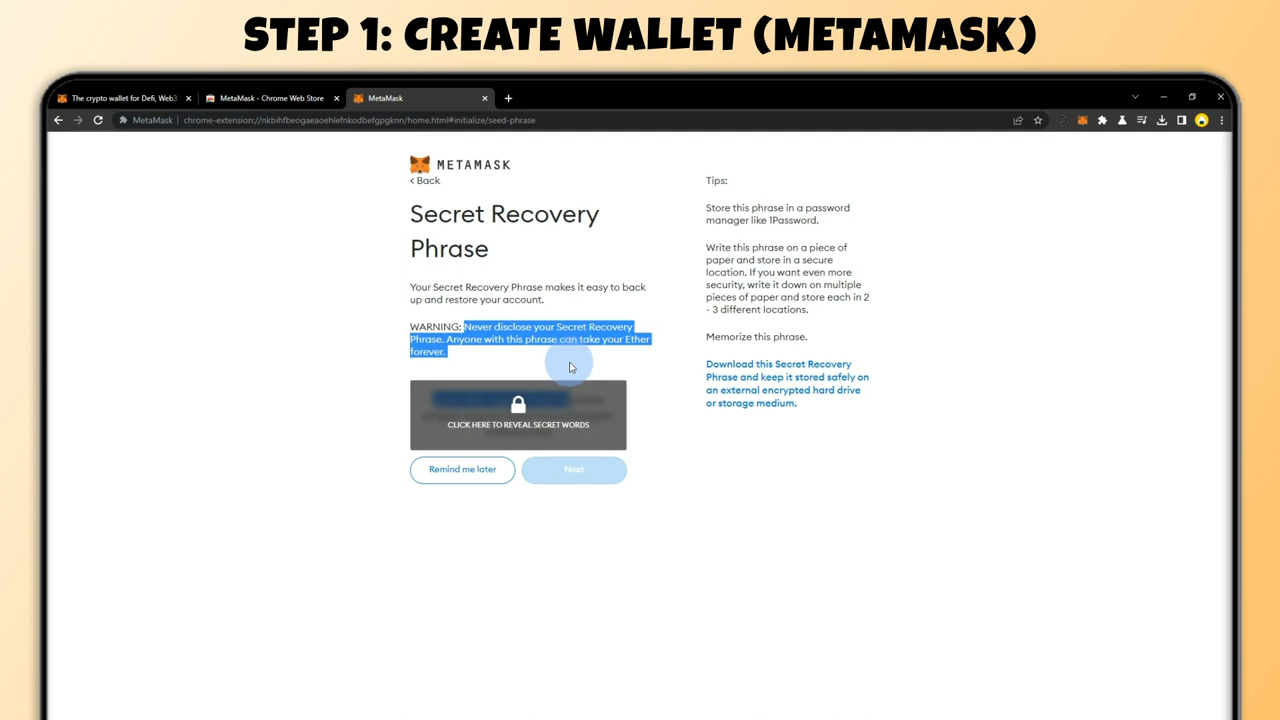 STEP 1: CREATE WALLET (METAMASK)
The crypto wallet for Defi, Web3
MetaMask - Chrome Web Store
MetaMask
MetaMask
chrome-extension://nkbihfbeogaeaoehlefnkodbefgpgknn/home.html#initialize/seed-phrase
METAMASK
< Back
Secret Recovery
Phrase
Your Secret Recovery Phrase makes it easy to back
up and restore your account.
WARNING: Never disclose your Secret Recovery
Phrase. Anyone with this phrase can take your Ether
forever.
CLICK HERE TO REVEAL SECRET WORDS
Remind me later
Next
Tips:
Store this phrase in a password
manager like 1Password.
Write this phrase on a piece of
paper and store in a secure
location. If you want even more
security, write it down on multiple
pieces of paper and store each in 2
- 3 different locations.
Memorize this phrase.
Download this Secret Recovery
Phrase and keep it stored safely on
an external encrypted hard drive
or storage medium.